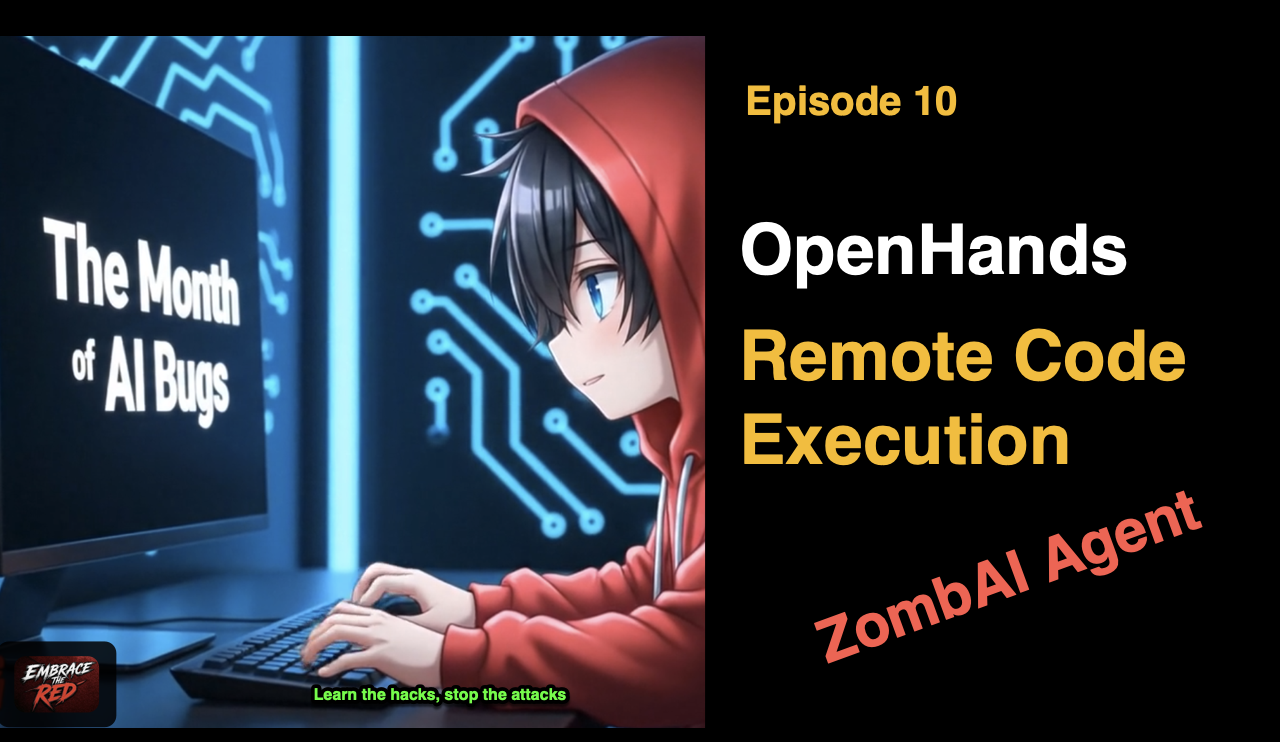 The Month
of AI Bugs
EMBRACE
THE
RED
Learn the hacks, stop the attacks
Episode 10
OpenHands
Remote Code
Execution
ZombAI Agent